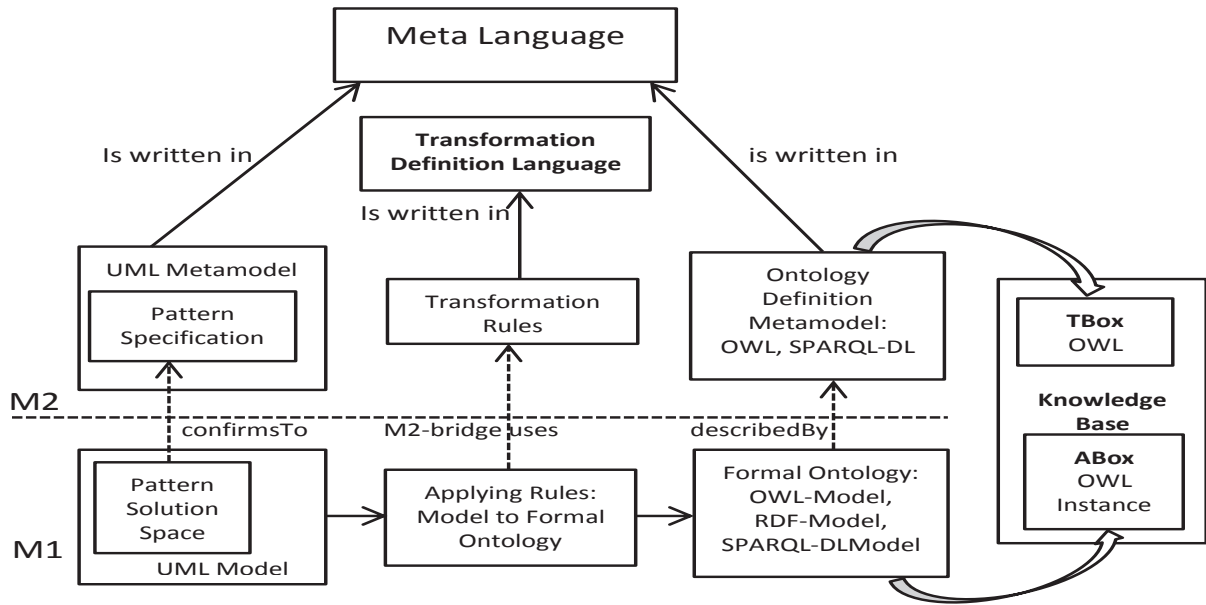 Meta Language
Transformation
Definition Language
Is written in
is written in
Is written in
UML Metamodel
Pattern
Specification
Transformation
Rules
Ontology
Definition
Metamodel:
OWL, SPARQL-DL
TBox
OWL
Knowledge
Base
ABox
OWL
Instance
M2
confirmsTo
M2-bridge uses
describedBy
Pattern
Solution
Space
UML Model
Applying Rules:
Model to Formal
Ontology
Formal Ontology:
OWL-Model,
RDF-Model,
SPARQL-DLModel
M1